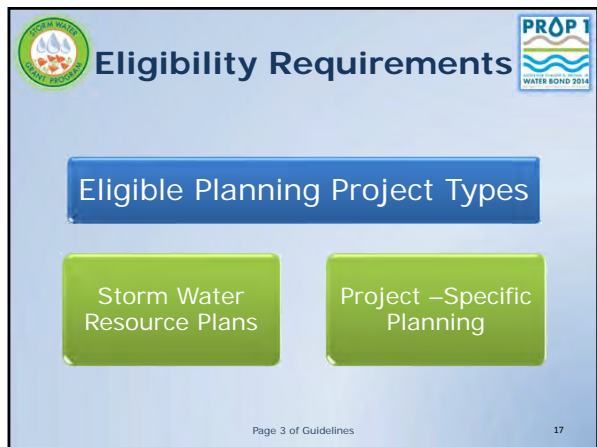 STORM WATER
GRANT PROGRAM
Eligibility Requirements
PROP 1
WATER BOND 2014
Eligible Planning Project Types
Storm Water
Resource Plans
Project –Specific
Planning
Page 3 of Guidelines
17